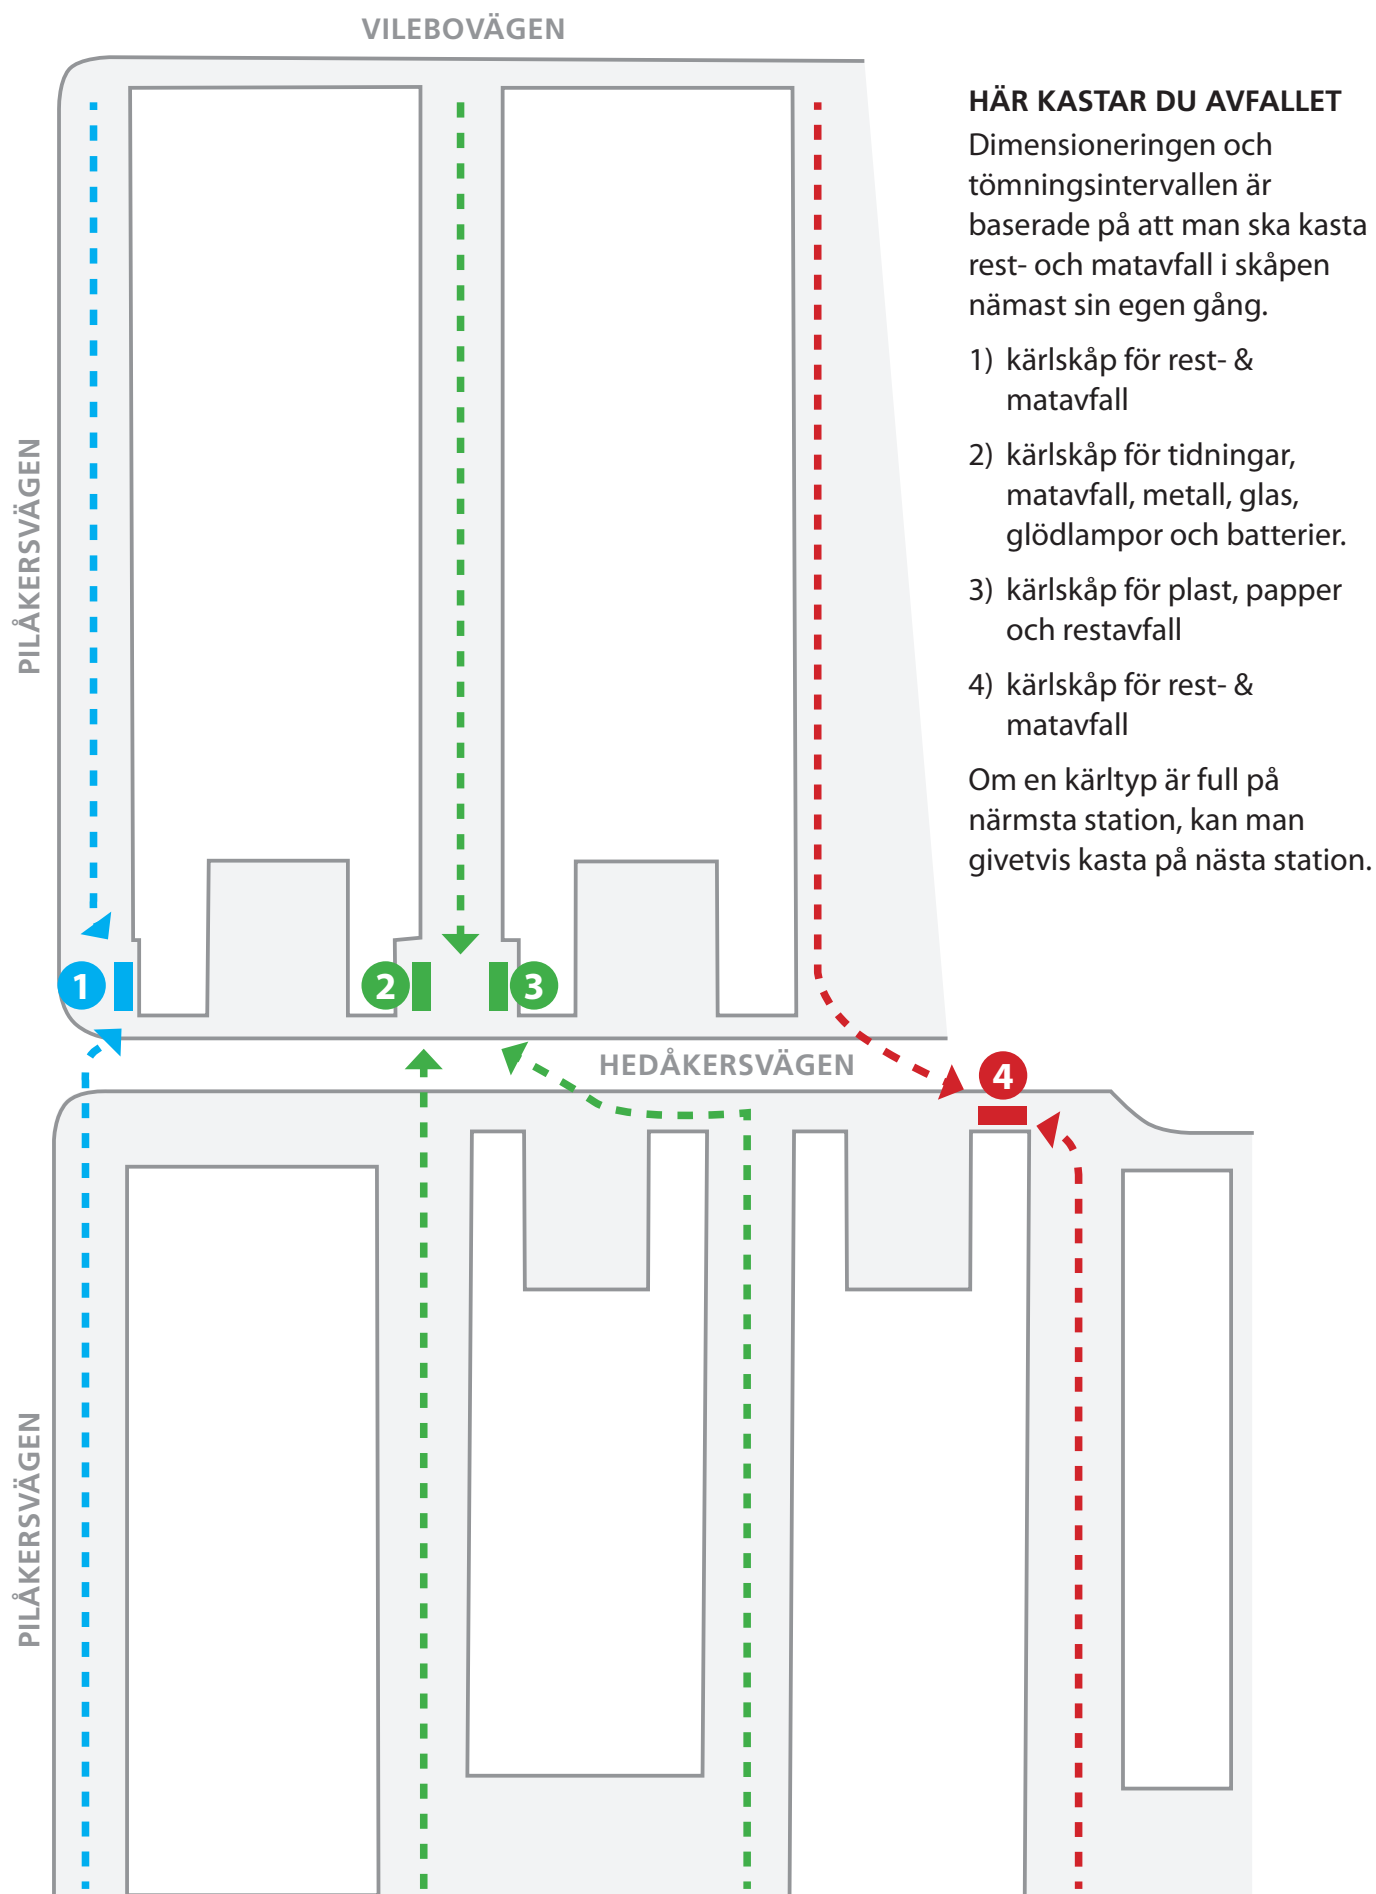 VILEBOVÄGEN
HÄR KASTAR DU AVFALLET
Dimensioneringen och
tömningsintervallen är
baserade på att man ska kasta
rest- och matavfall i skåpen
nämast sin egen gång.
1) kärlskåp för rest- &
matavfall
2) kärlskåp för tidningar,
matavfall, metall, glas,
glödlampor och batterier.
3) kärlskåp för plast, papper
och restavfall
4) kärlskåp för rest- &
matavfall
Om en kärltyp är full på
närmsta station, kan man
givetvis kasta på nästa station.
PILÅKERSVÄGEN
1
2
3
HEDÅKERSVÄGEN
4
PILÅKERSVÄGEN